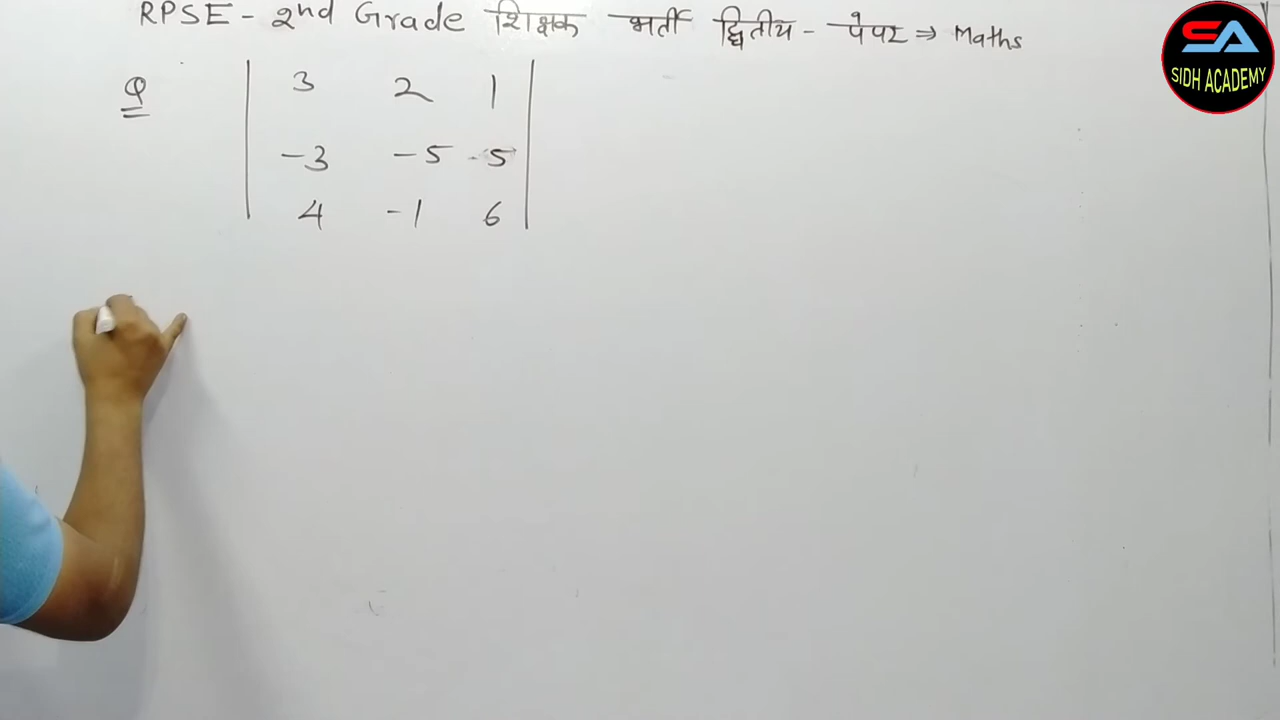 RPSE - 2nd Grade शिक्षक भर्ती द्वितीय - पेपर ⇒ Maths
SA
SIDH ACADEMY
Q | 3 2 1 |
| -3 -5 -5 |
| 4 -1 6 |